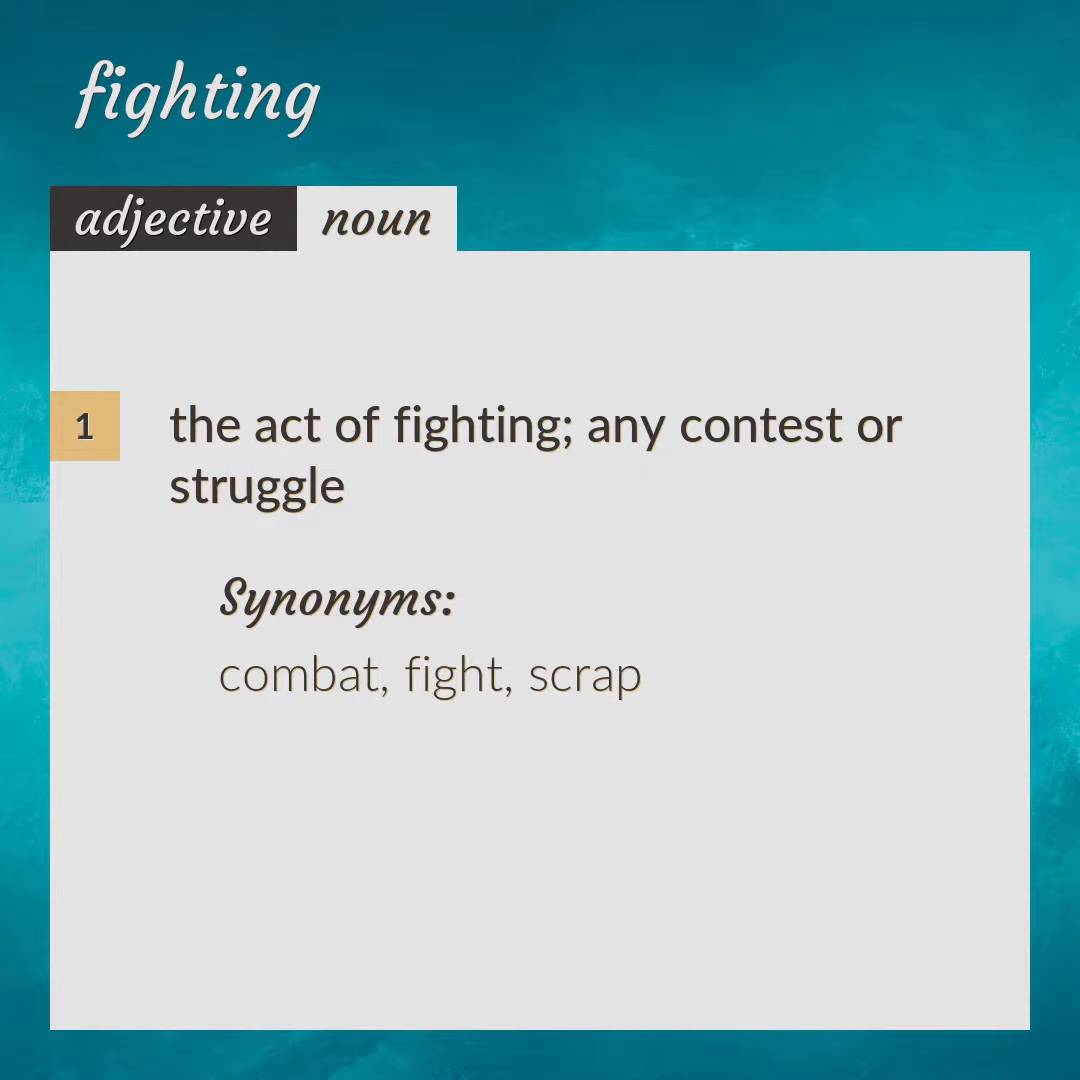 fighting
adjective noun
1 the act of fighting; any contest or
struggle
Synonyms:
combat, fight, scrap